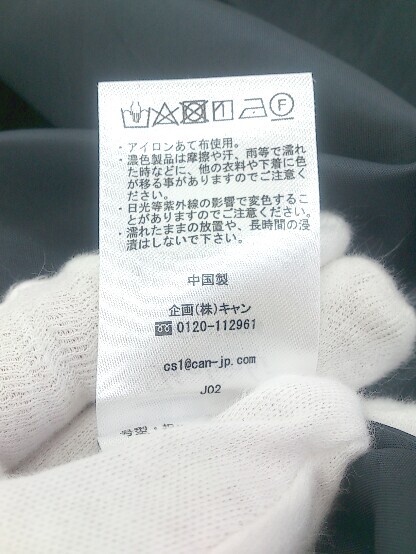 F
・アイロンあて布使用。
・濃色製品は摩擦や汗、雨等で濡れ
た時などに、他の衣料や下着に色
が移る事がありますのでご注意く
ださい。
・日光等紫外線の影響で変色するこ
とがありますのでご注意ください。
・濡れたままの放置や、長時間の浸
漬はしないで下さい。
中国製
企画(株)キャン
0120-112961
cs1@can-jp.com
J02